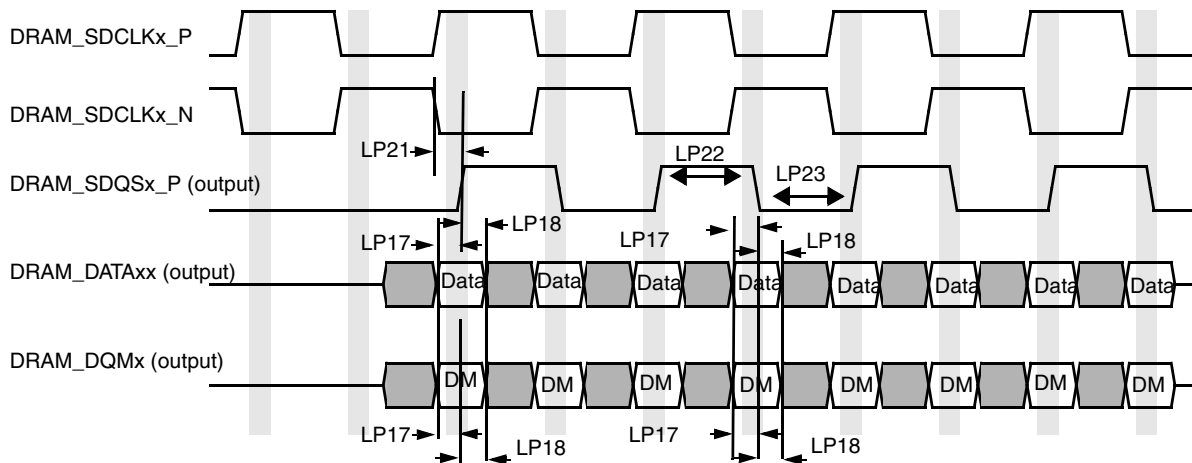 DRAM_SDCLKx_P
DRAM_SDCLKx_N
LP21
LP22
DRAM_SDQSx_P (output)
LP23
LP18
LP17
LP17
LP18
DRAM_DATAxx (output)
Data Data Data Data Data Data Data Data
DRAM_DQMx (output)
DM DM DM DM DM DM DM DM
LP17
LP18
LP17
LP18